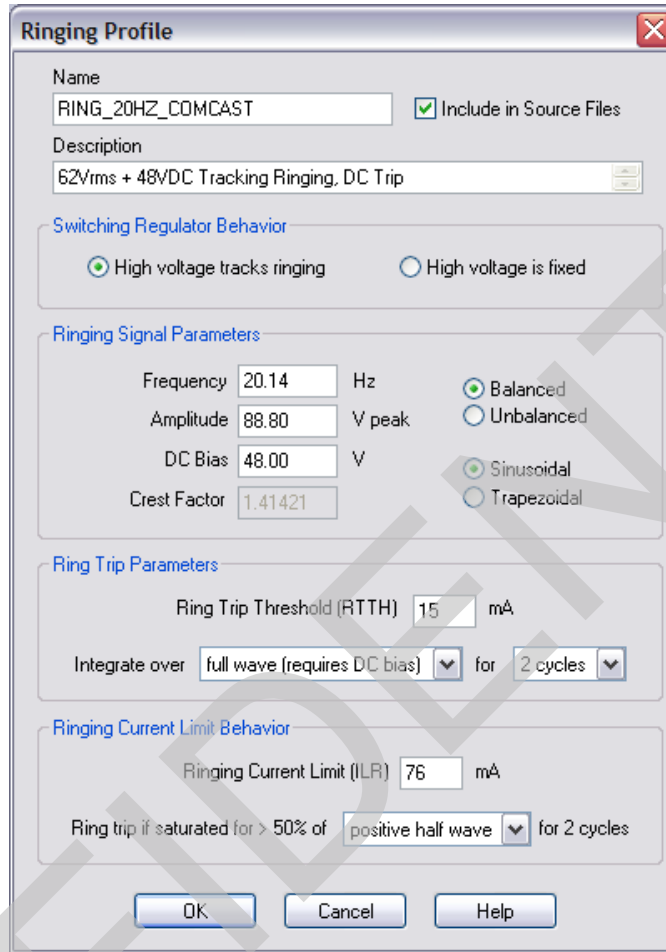 Ringing Profile
Name
RING_20HZ_COMCAST
Include in Source Files
Description
62Vrms + 48VDC Tracking Ringing, DC Trip
Switching Regulator Behavior
High voltage tracks ringing
High voltage is fixed
Ringing Signal Parameters
Frequency 20.14 Hz
Balanced
Amplitude 88.80 V peak
Unbalanced
DC Bias 48.00 V
Sinusoidal
Crest Factor 1.41421
Trapezoidal
Ring Trip Parameters
Ring Trip Threshold (RTTH) 15 mA
Integrate over full wave (requires DC bias) for 2 cycles
Ringing Current Limit Behavior
Ringing Current Limit (ILR) 76 mA
Ring trip if saturated for > 50% of positive half wave for 2 cycles
OK Cancel Help
FIDENT